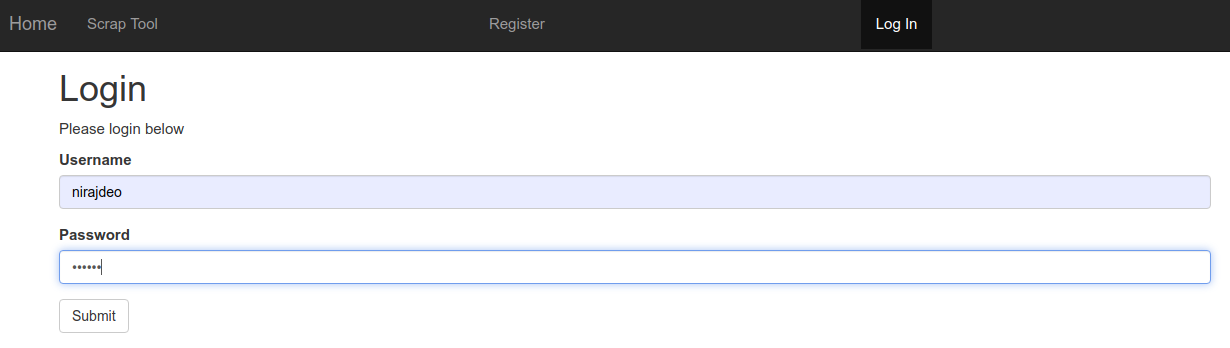 Home Scrap Tool Register Log In
Login
Please login below
Username
nirajdeo
Password
••••••
Submit